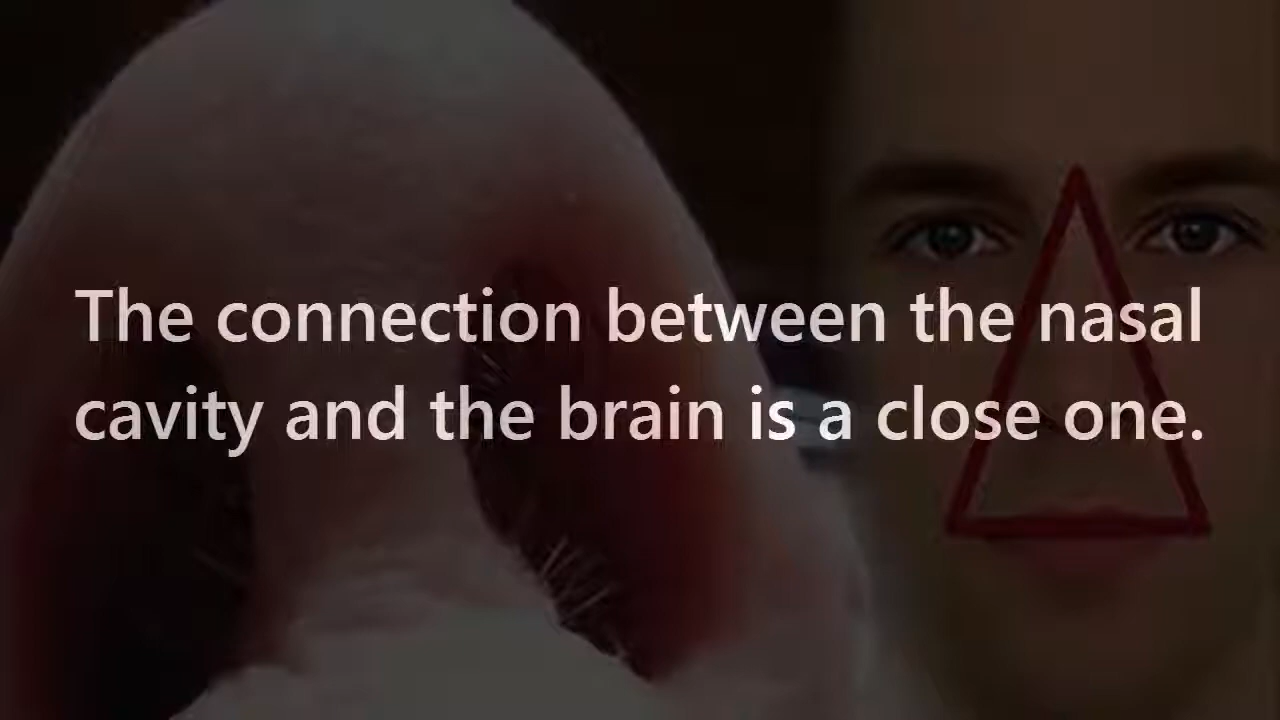 The connection between the nasal
cavity and the brain is a close one.